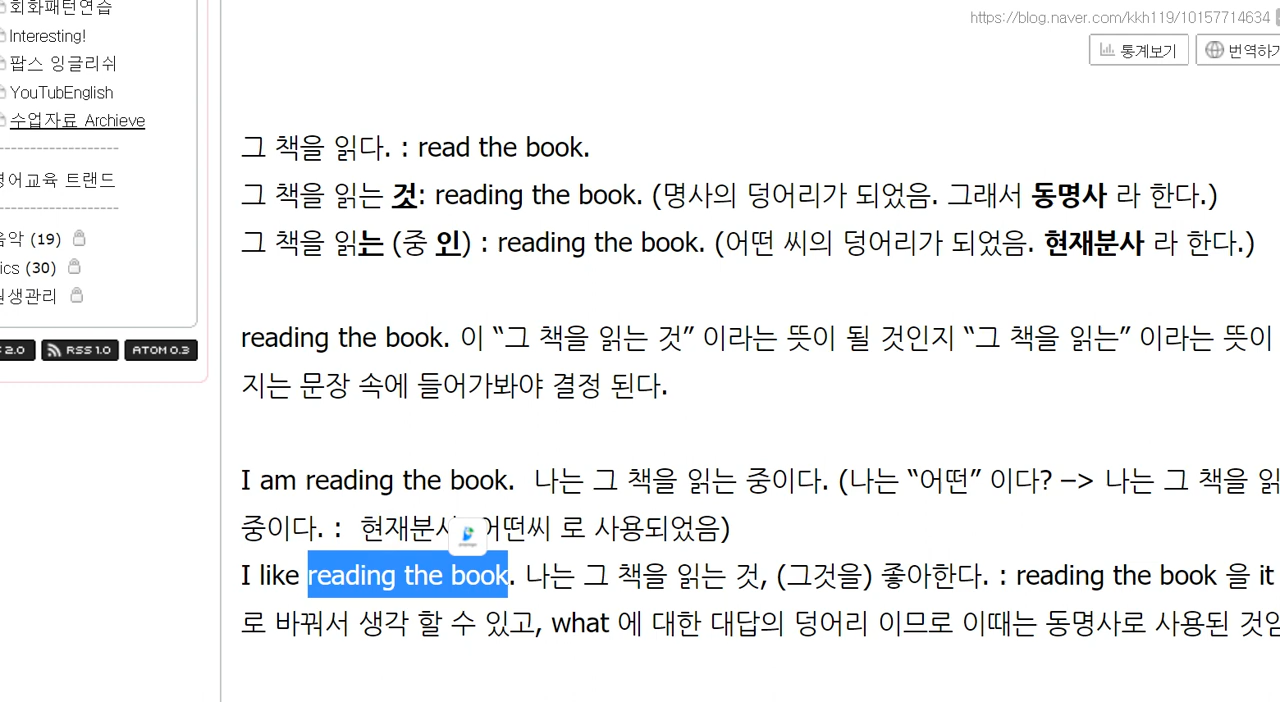 회화패턴연습
https://blog.naver.com/kkh119/10157714634
Interesting!
통계보기
번역하기
팝스 잉글리쉬
YouTubEnglish
수업자료 Archieve
--------------------
영어교육 트랜드
--------------------
음악 (19)
ics (30)
원생관리
2.0
RSS 1.0
ATOM 0.3
그 책을 읽다. : read the book.
그 책을 읽는 것: reading the book. (명사의 덩어리가 되었음. 그래서 동명사 라 한다.)
그 책을 읽는 (중 인) : reading the book. (어떤 씨의 덩어리가 되었음. 현재분사 라 한다.)
reading the book. 이 “그 책을 읽는 것” 이라는 뜻이 될 것인지 “그 책을 읽는” 이라는 뜻이
지는 문장 속에 들어가봐야 결정 된다.
I am reading the book. 나는 그 책을 읽는 중이다. (나는 “어떤” 이다? –> 나는 그 책을 읽
중이다. : 현재분사 어떤씨 로 사용되었음)
I like reading the book. 나는 그 책을 읽는 것, (그것을) 좋아한다. : reading the book 을 it
로 바꿔서 생각 할 수 있고, what 에 대한 대답의 덩어리 이므로 이때는 동명사로 사용된 것임